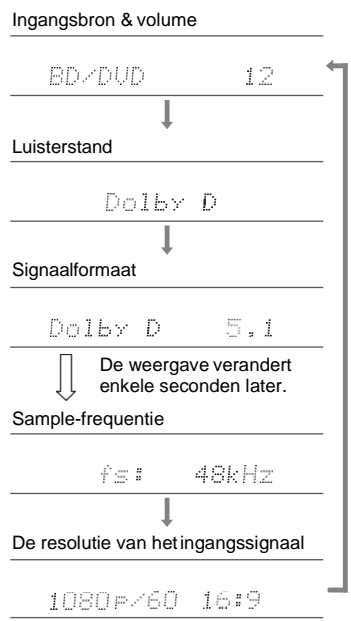 Ingangsbron & volume
BD/DVD 12
Luisterstand
Dolby D
Signaalformaat
Dolby D 5.1
De weergave verandert
enkele seconden later.
Sample-frequentie
fs: 48kHz
De resolutie van het ingangssignaal
1080p/60 16:9